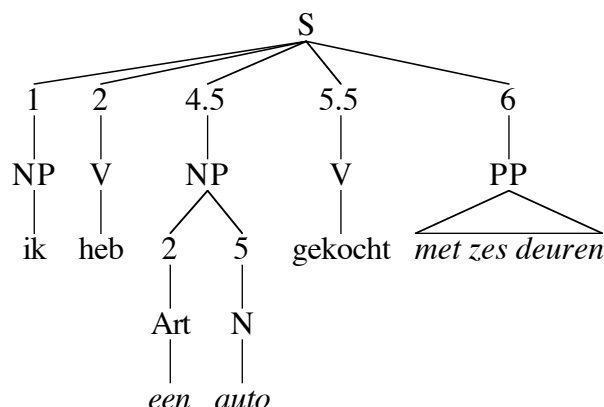 S
1 2 4.5 5.5 6
NP V NP V PP
ik heb 2 5 gekocht met zes deuren
Art N
een auto